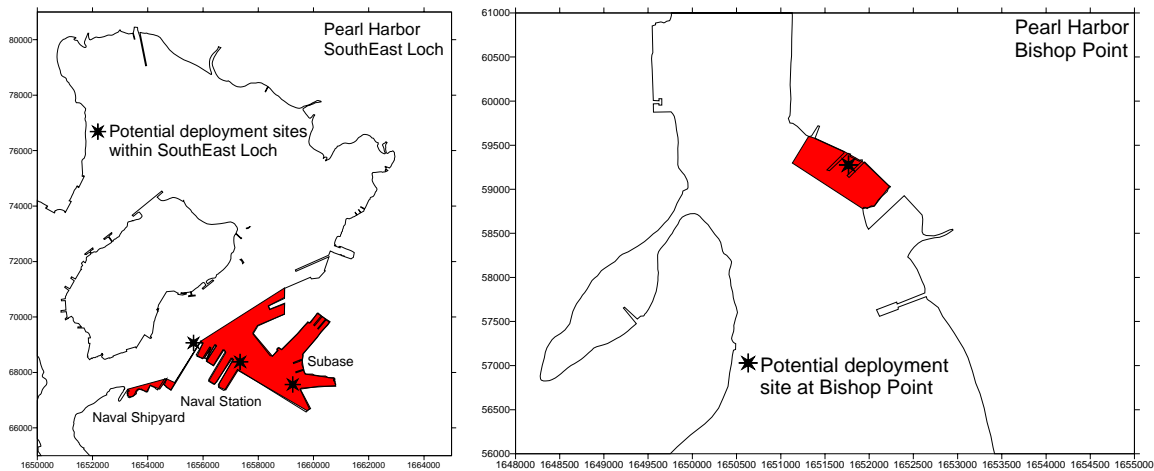 Pearl Harbor
SouthEast Loch
Potential deployment sites
within SouthEast Loch
Subase
Naval Station
Naval Shipyard
80000
78000
76000
74000
72000
70000
68000
66000
1650000 1652000 1654000 1656000 1658000 1660000 1662000 1664000
Pearl Harbor
Bishop Point
Potential deployment
site at Bishop Point
61000
60500
60000
59500
59000
58500
58000
57500
57000
56500
56000
1648000 1648500 1649000 1649500 1650000 1650500 1651000 1651500 1652000 1652500 1653000 1653500 1654000 1654500 1655000